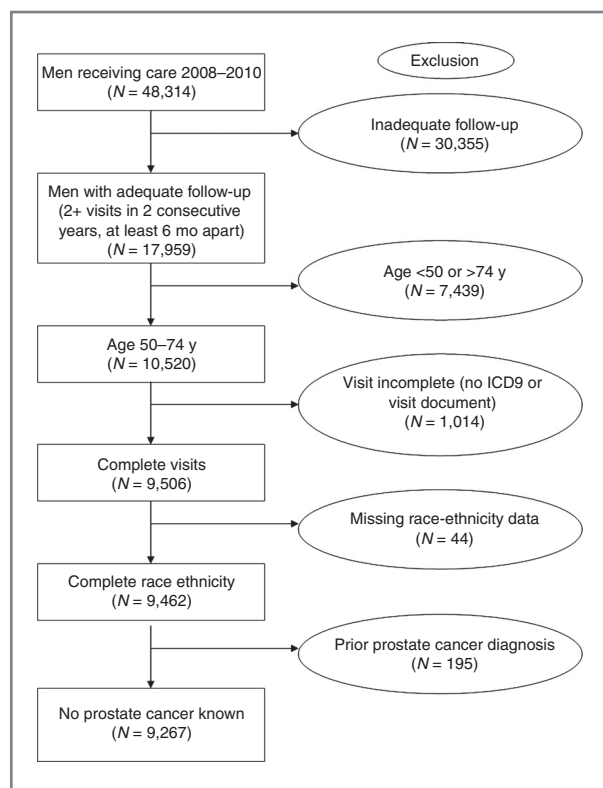 Men receiving care 2008–2010
(N = 48,314)
Exclusion
Inadequate follow-up
(N = 30,355)
Men with adequate follow-up
(2+ visits in 2 consecutive
years, at least 6 mo apart)
(N = 17,959)
Age <50 or >74 y
(N = 7,439)
Age 50–74 y
(N = 10,520)
Visit incomplete (no ICD9 or
visit document)
(N = 1,014)
Complete visits
(N = 9,506)
Missing race-ethnicity data
(N = 44)
Complete race ethnicity
(N = 9,462)
Prior prostate cancer diagnosis
(N = 195)
No prostate cancer known
(N = 9,267)